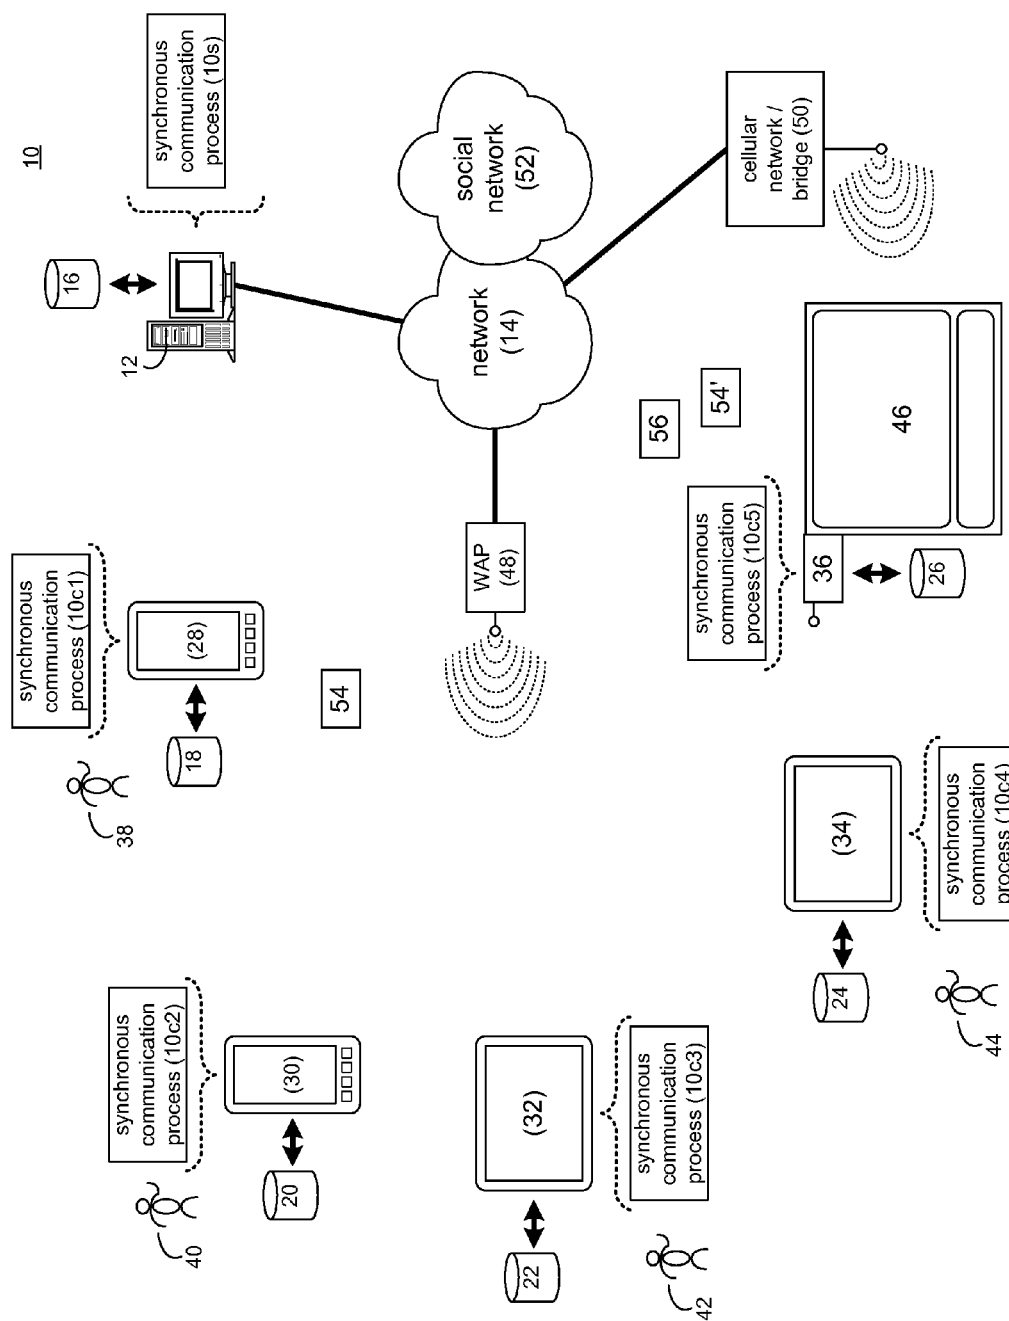 10
synchronous
communication
process (10s)
16
12
social
network
(52)
network
(14)
cellular
network /
bridge (50)
WAP
(48)
56
54'
46
synchronous
communication
process (10c5)
36
26
synchronous
communication
process (10c1)
(28)
18
38
54
synchronous
communication
process (10c2)
(30)
20
40
(32)
22
synchronous
communication
process (10c3)
42
(34)
24
synchronous
communication
process (10c4)
44